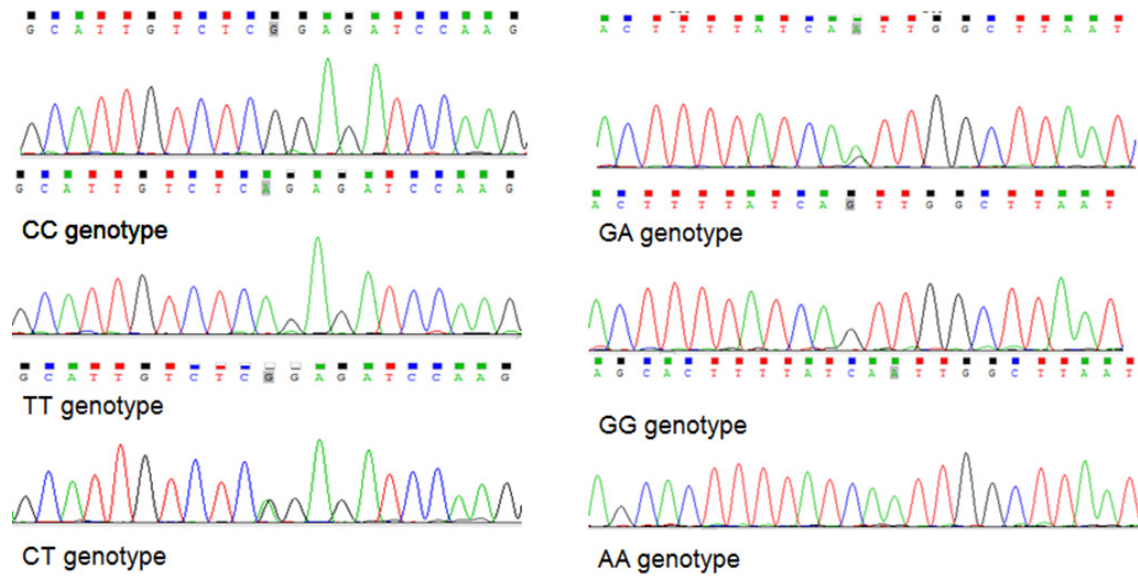 G C A T T G T C T C G G A G A T C C A A G
G C A T T G T C T C A G A G A T C C A A G
CC genotype
G C A T T G T C T C G G A G A T C C A A G
TT genotype
CT genotype
A C T T T T A T C A A T T G G C T T A A T
A C T T T T A T C A G T T G G C T T A A T
GA genotype
A G C A C T T T T A T C A A T T G G C T T A A T
GG genotype
AA genotype